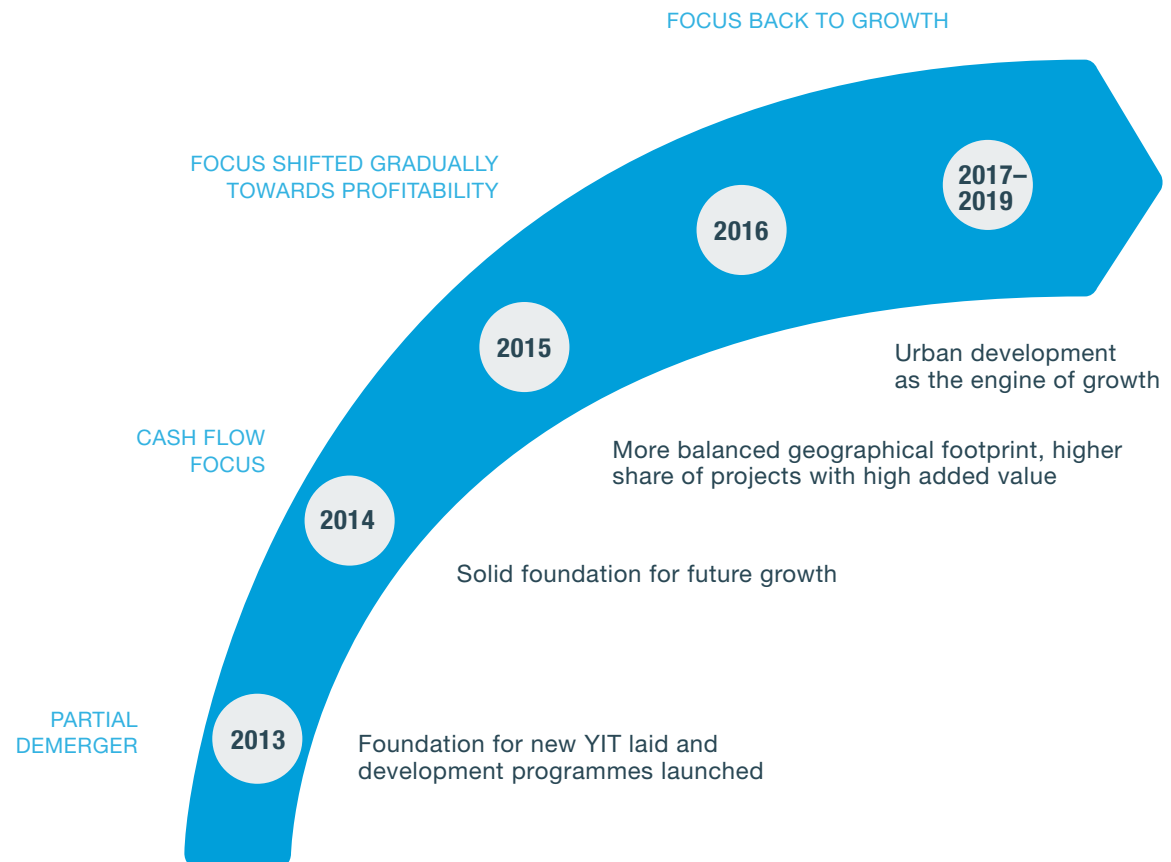 FOCUS BACK TO GROWTH
FOCUS SHIFTED GRADUALLY
TOWARDS PROFITABILITY
2017–
2019
2016
2015
Urban development
as the engine of growth
CASH FLOW
FOCUS
More balanced geographical footprint, higher
share of projects with high added value
2014
Solid foundation for future growth
PARTIAL
DEMERGER
2013
Foundation for new YIT laid and
development programmes launched